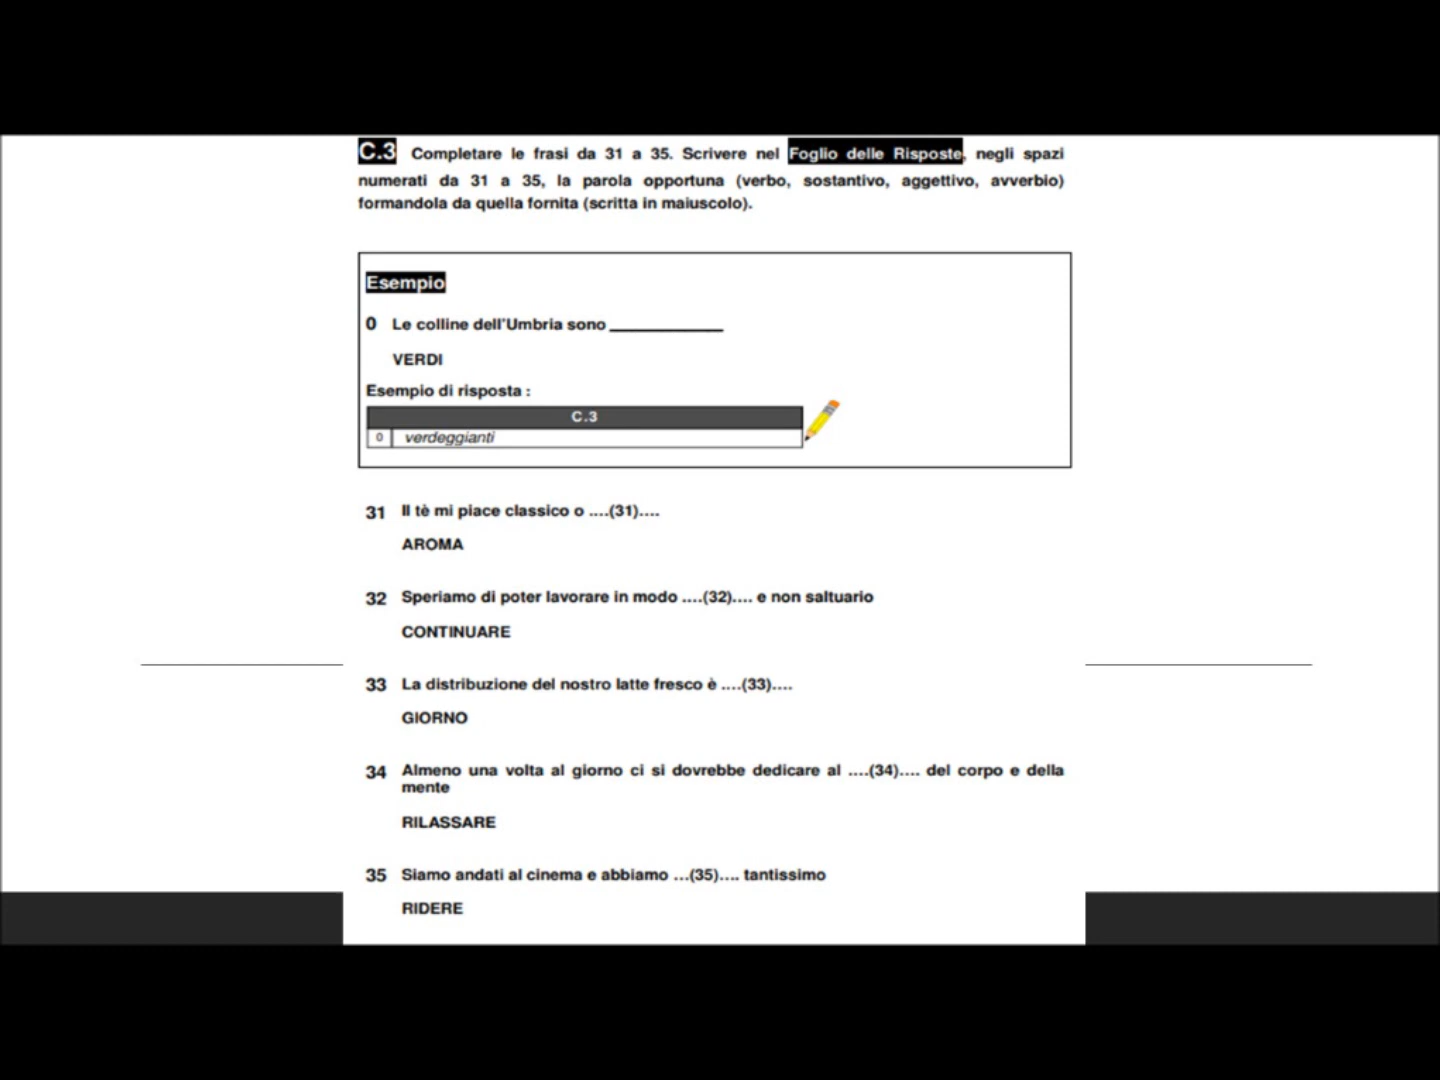 C.3 Completare le frasi da 31 a 35. Scrivere nel Foglio delle Risposte, negli spazi
numerati da 31 a 35, la parola opportuna (verbo, sostantivo, aggettivo, avverbio)
formandola da quella fornita (scritta in maiuscolo).
Esempio
0 Le colline dell'Umbria sono ____________
VERDI
Esempio di risposta :
C.3
0 verdeggianti
31 Il tè mi piace classico o ....(31)....
AROMA
32 Speriamo di poter lavorare in modo ....(32).... e non saltuario
CONTINUARE
33 La distribuzione del nostro latte fresco è ....(33)....
GIORNO
34 Almeno una volta al giorno ci si dovrebbe dedicare al ....(34).... del corpo e della
mente
RILASSARE
35 Siamo andati al cinema e abbiamo ...(35).... tantissimo
RIDERE